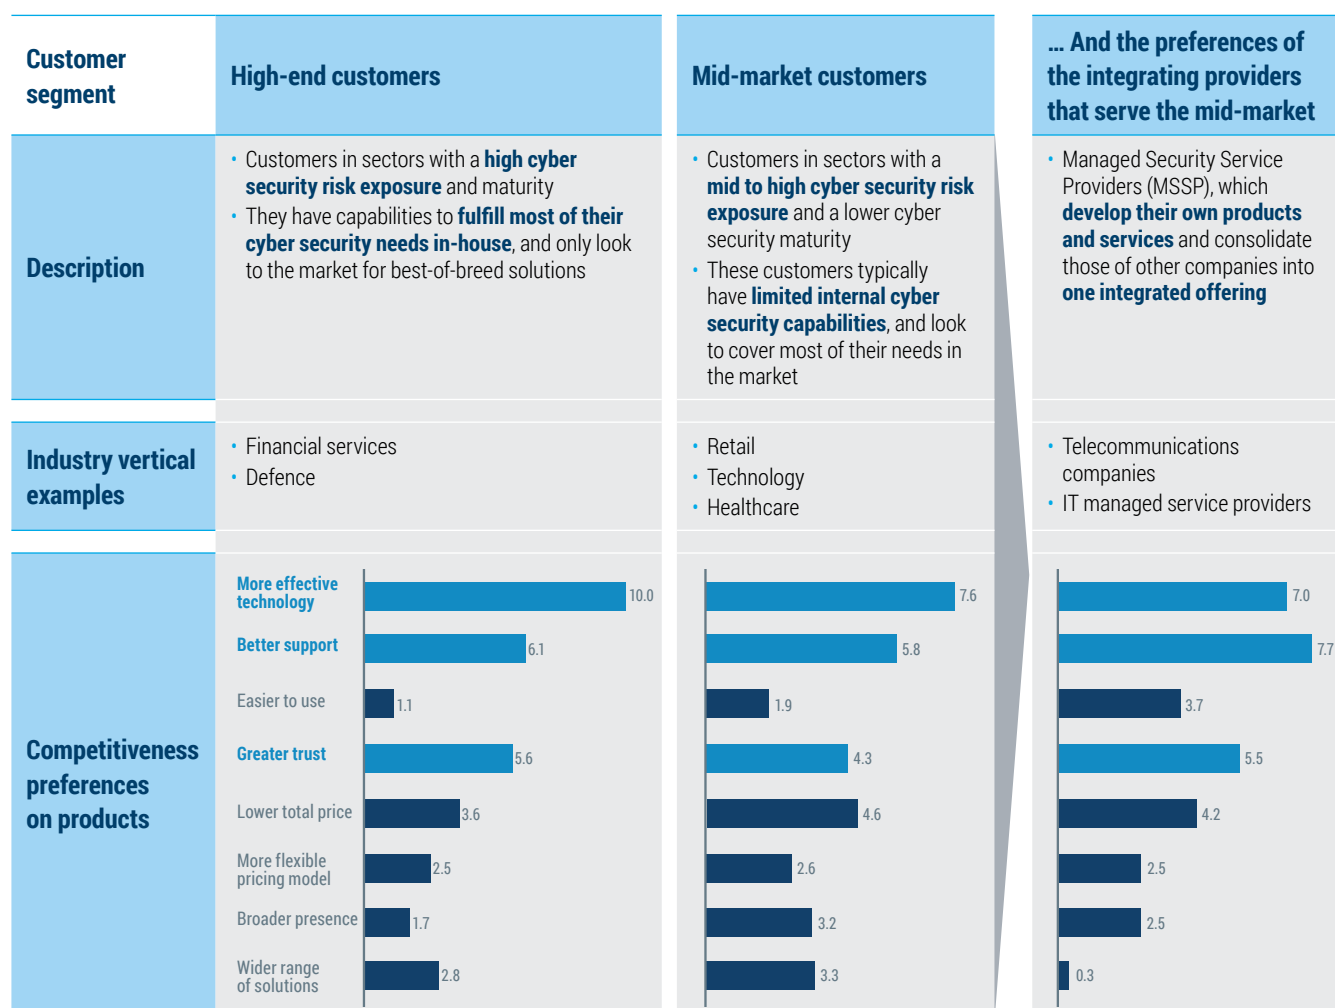 Customer
segment
High-end customers
Mid-market customers
... And the preferences of
the integrating providers
that serve the mid-market
Description
• Customers in sectors with a high cyber
security risk exposure and maturity
• They have capabilities to fulfill most of their
cyber security needs in-house, and only look
to the market for best-of-breed solutions
• Customers in sectors with a
mid to high cyber security risk
exposure and a lower cyber
security maturity
• These customers typically
have limited internal cyber
security capabilities, and look
to cover most of their needs in
the market
• Managed Security Service
Providers (MSSP), which
develop their own products
and services and consolidate
those of other companies into
one integrated offering
Industry vertical
examples
• Financial services
• Defence
• Retail
• Technology
• Healthcare
• Telecommunications
companies
• IT managed service providers
Competitiveness
preferences
on products
More effective
technology
10.0
7.6
7.0
Better support
6.1
5.8
7.7
Easier to use
1.1
1.9
3.7
Greater trust
5.6
4.3
5.5
Lower total price
3.6
4.6
4.2
More flexible
pricing model
2.5
2.6
2.5
Broader presence
1.7
3.2
2.5
Wider range
of solutions
2.8
3.3
0.3